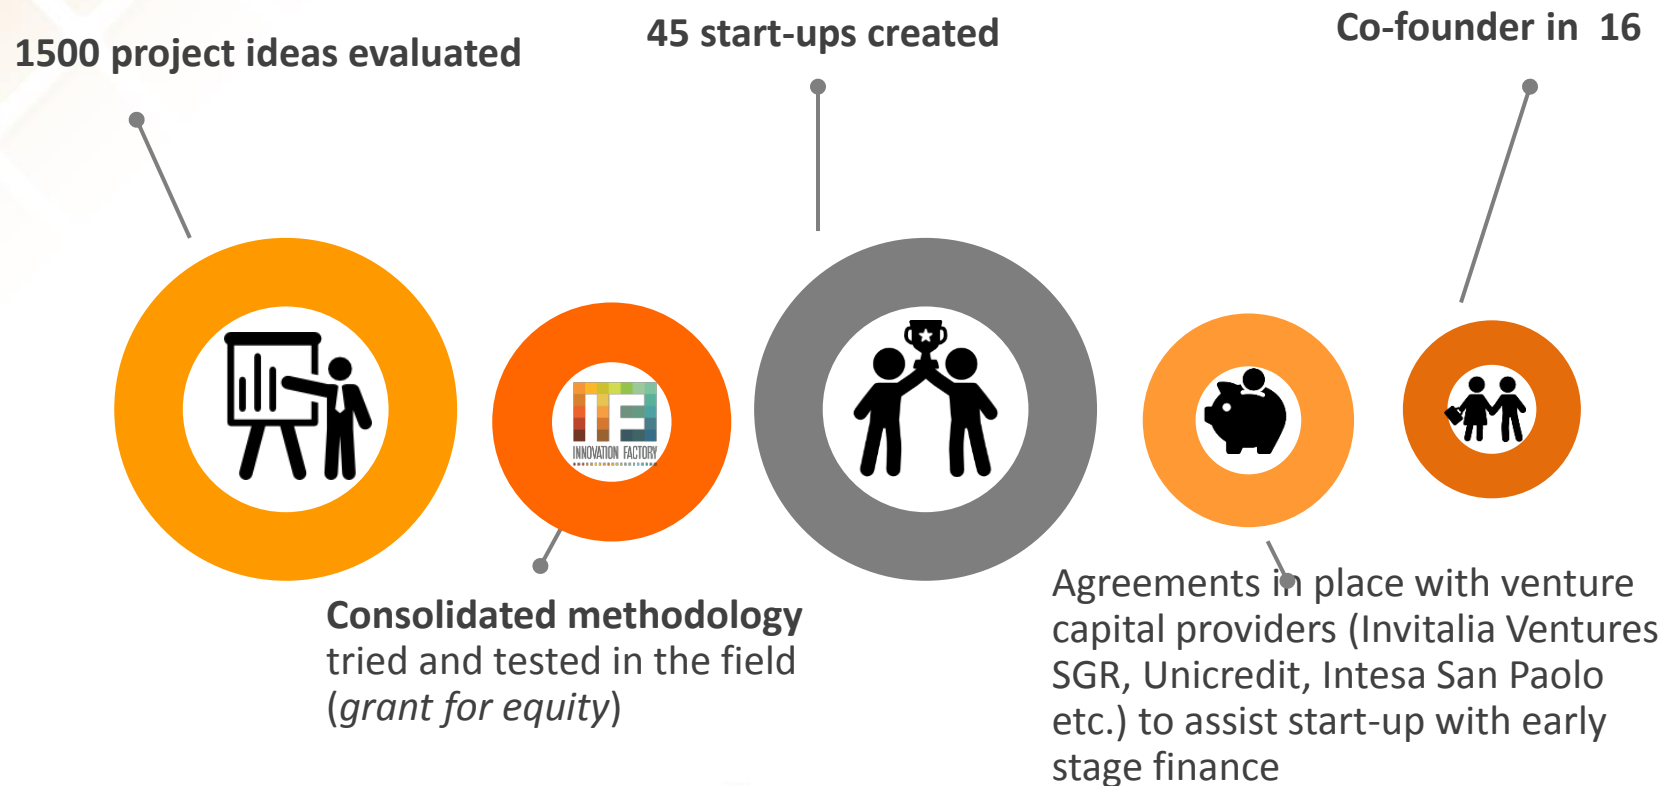 1500 project ideas evaluated
45 start-ups created
Co-founder in 16
INNOVATION FACTORY
Consolidated methodology
tried and tested in the field
(grant for equity)
Agreements in place with venture
capital providers (Invitalia Ventures
SGR, Unicredit, Intesa San Paolo
etc.) to assist start-up with early
stage finance